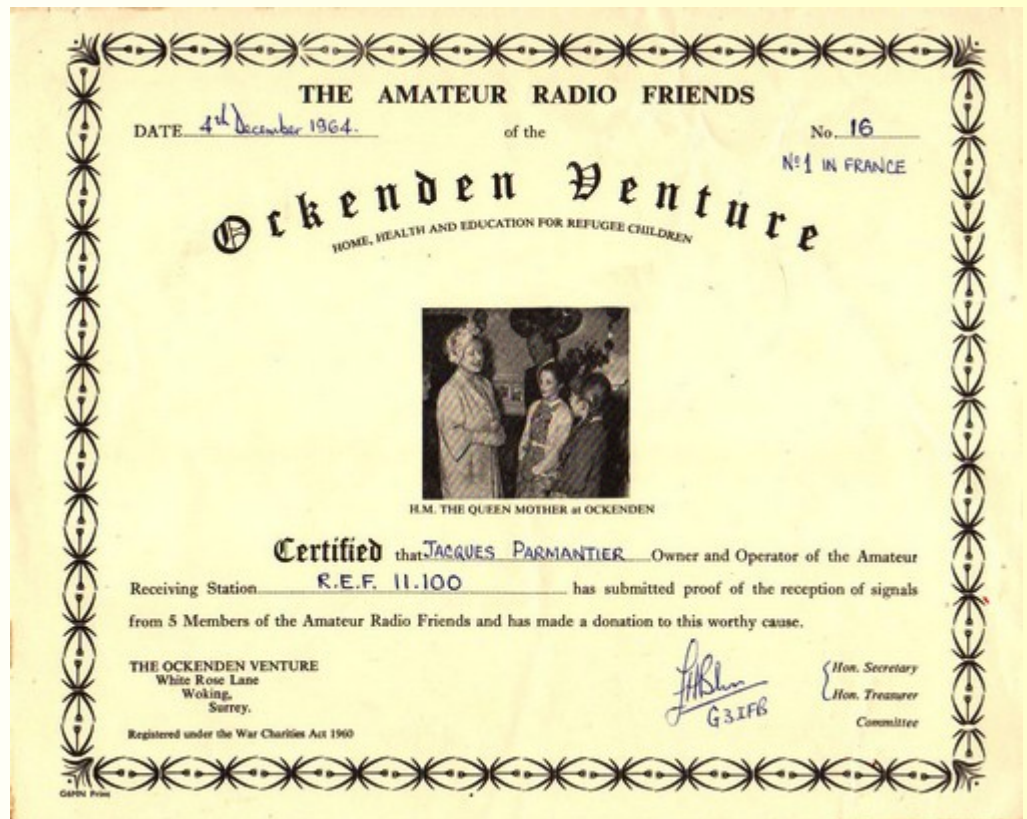 THE AMATEUR RADIO FRIENDS
DATE 4th December 1964. of the No. 16
Nº 1 IN FRANCE
Ockenden Venture
HOME, HEALTH AND EDUCATION FOR REFUGEE CHILDREN
H.M. THE QUEEN MOTHER at OCKENDEN
Certified that JACQUES PARMANTIER Owner and Operator of the Amateur
Receiving Station R.E.F. 11.100 has submitted proof of the reception of signals
from 5 Members of the Amateur Radio Friends and has made a donation to this worthy cause.
THE OCKENDEN VENTURE
White Rose Lane
Woking,
Surrey.
Registered under the War Charities Act 1960
G3IFB
Hon. Secretary
Hon. Treasurer
Committee
G6MN Print